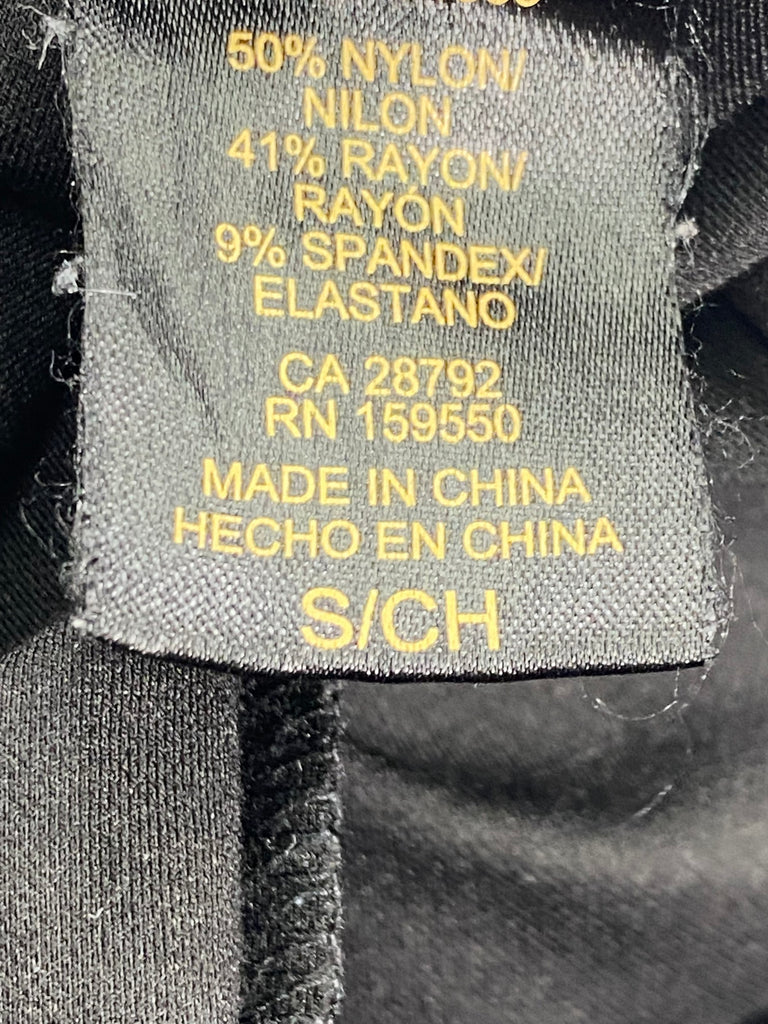 50% NYLON/
NILON
41% RAYON/
RAYÓN
9% SPANDEX/
ELASTANO
CA 28792
RN 159550
MADE IN CHINA
HECHO EN CHINA
S/CH